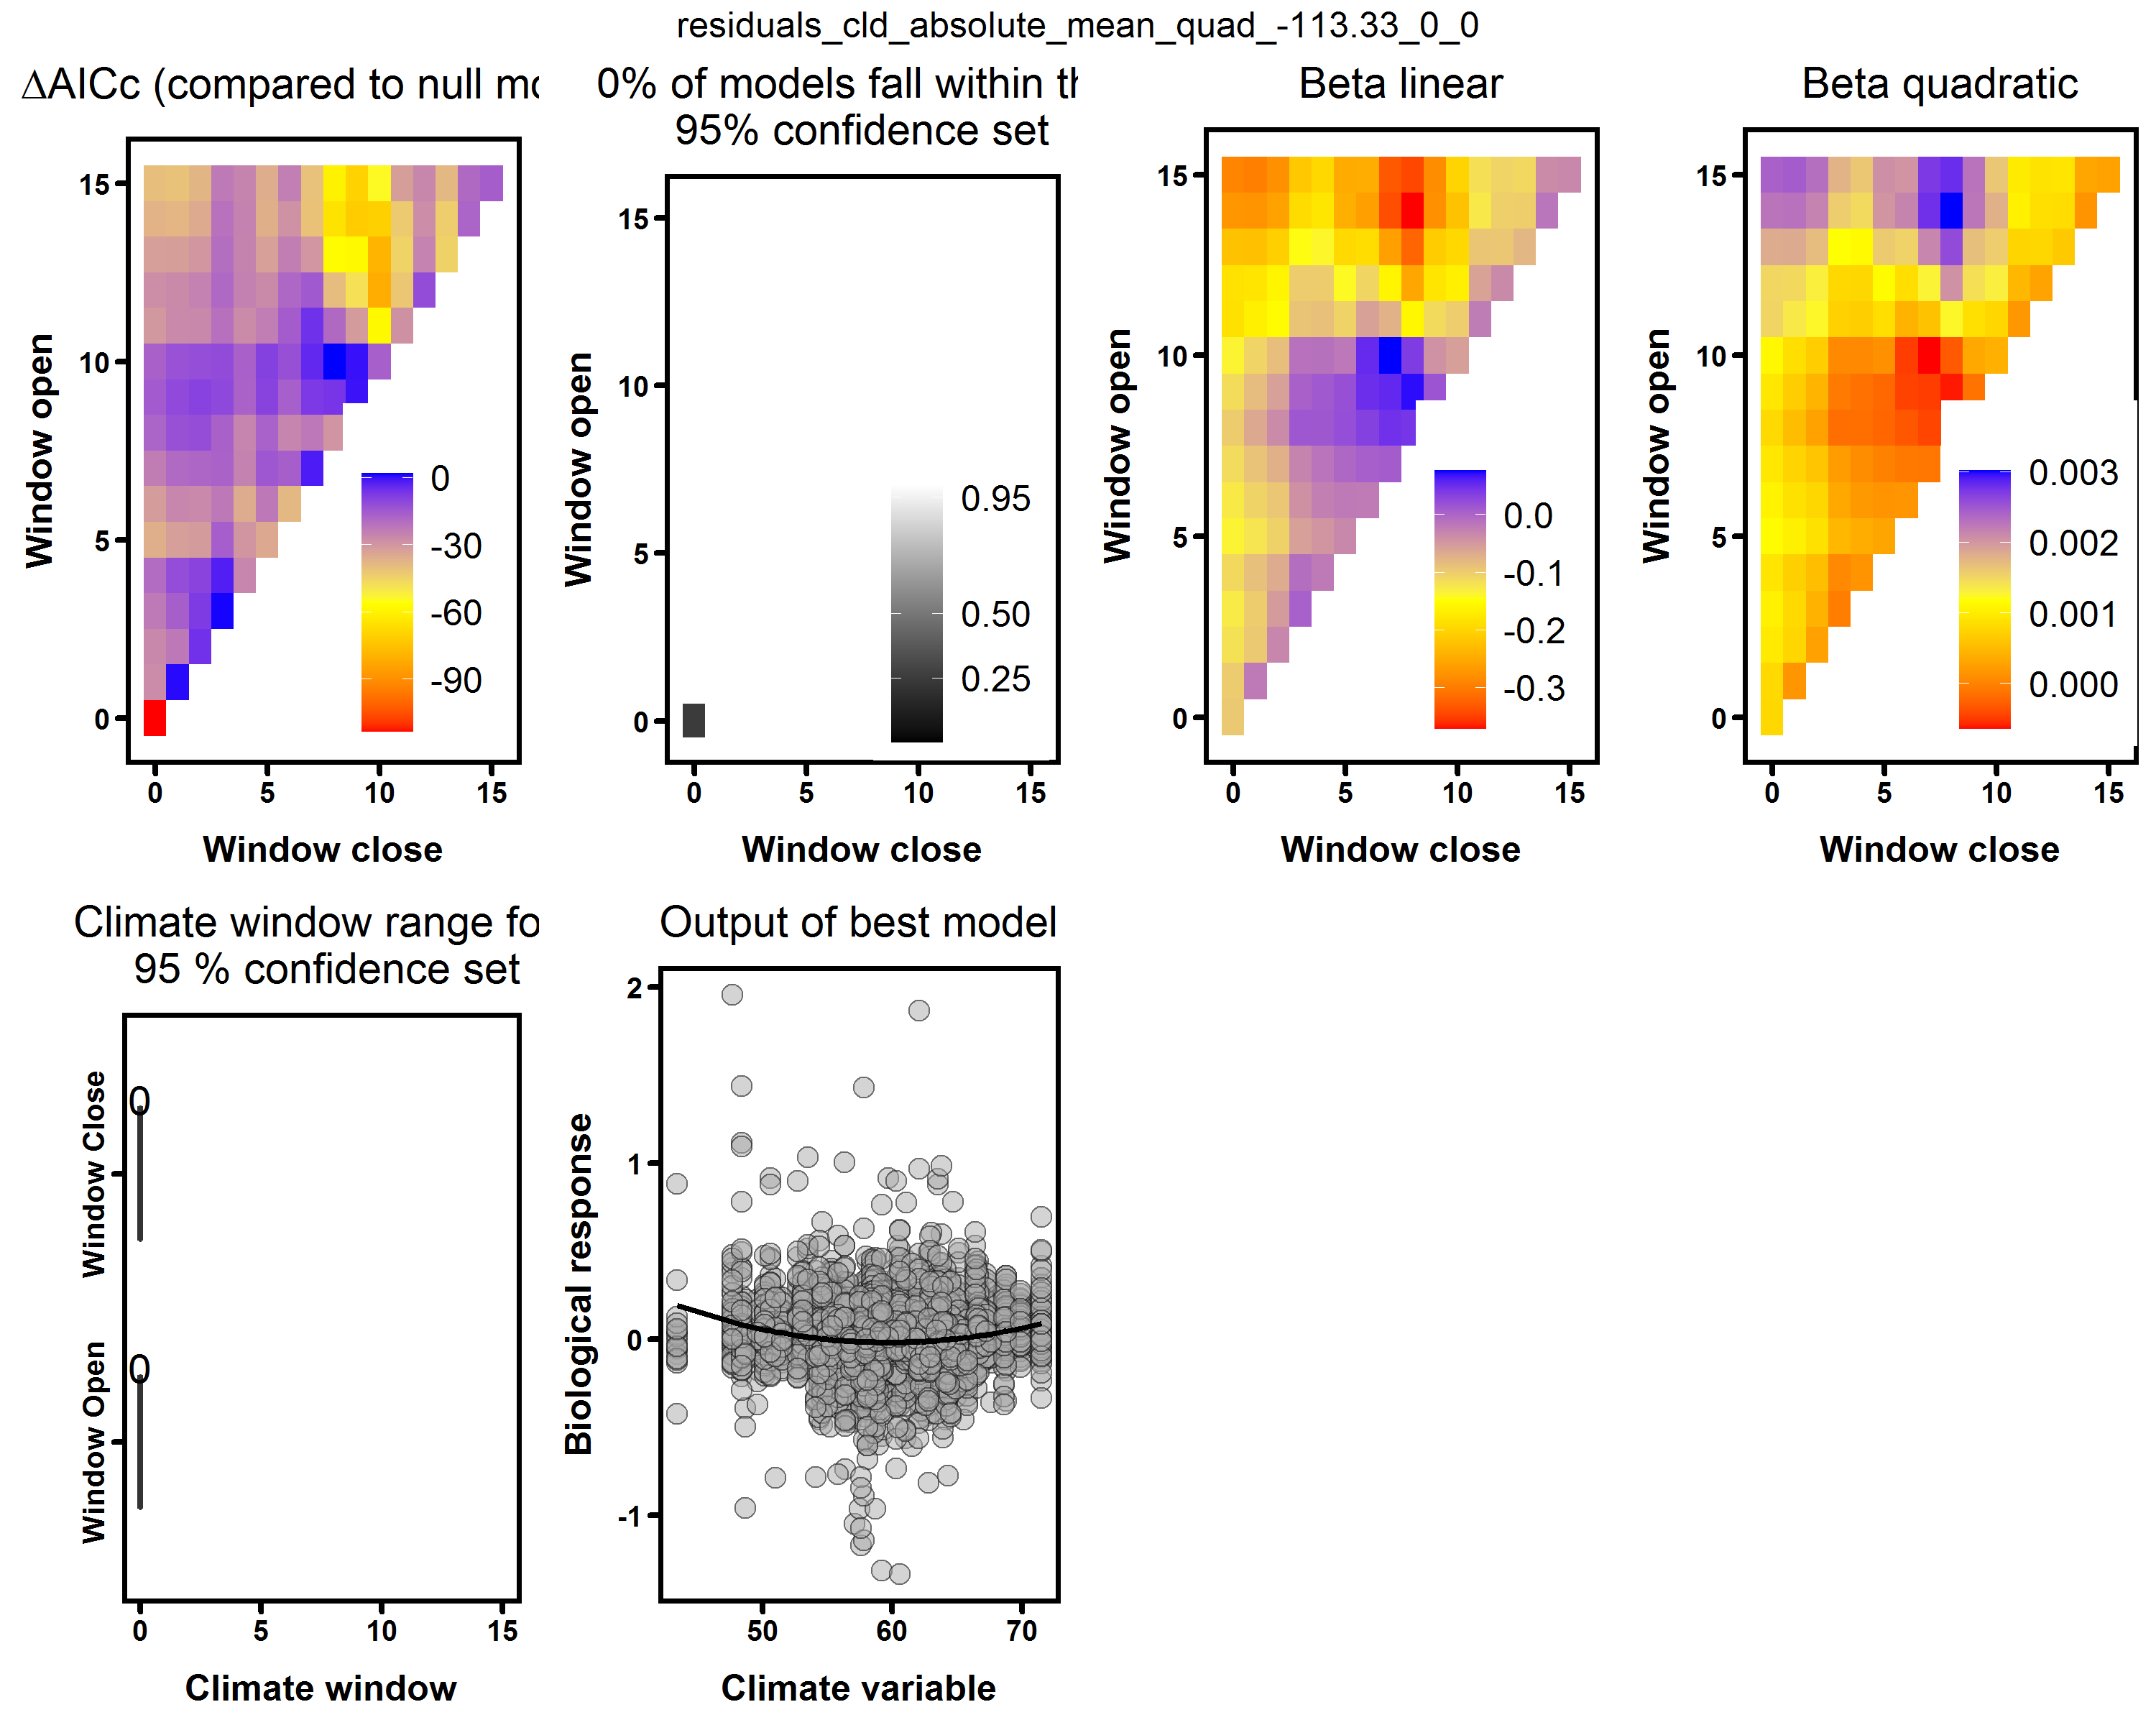 residuals_cld_absolute_mean_quad_-113.33_0_0
ΔAICc (compared to null mo
Window open
15
10
5
0
0
-30
-60
-90
0 5 10 15
Window close
0% of models fall within th
95% confidence set
Window open
15
10
5
0
0.95
0.50
0.25
0 5 10 15
Window close
Beta linear
Window open
15
10
5
0
0.0
-0.1
-0.2
-0.3
0 5 10 15
Window close
Beta quadratic
Window open
15
10
5
0
0.003
0.002
0.001
0.000
0 5 10 15
Window close
Climate window range fo
95 % confidence set
Window Close
Window Open
0
0
0 5 10 15
Climate window
Output of best model
Biological response
2
1
0
-1
50 60 70
Climate variable